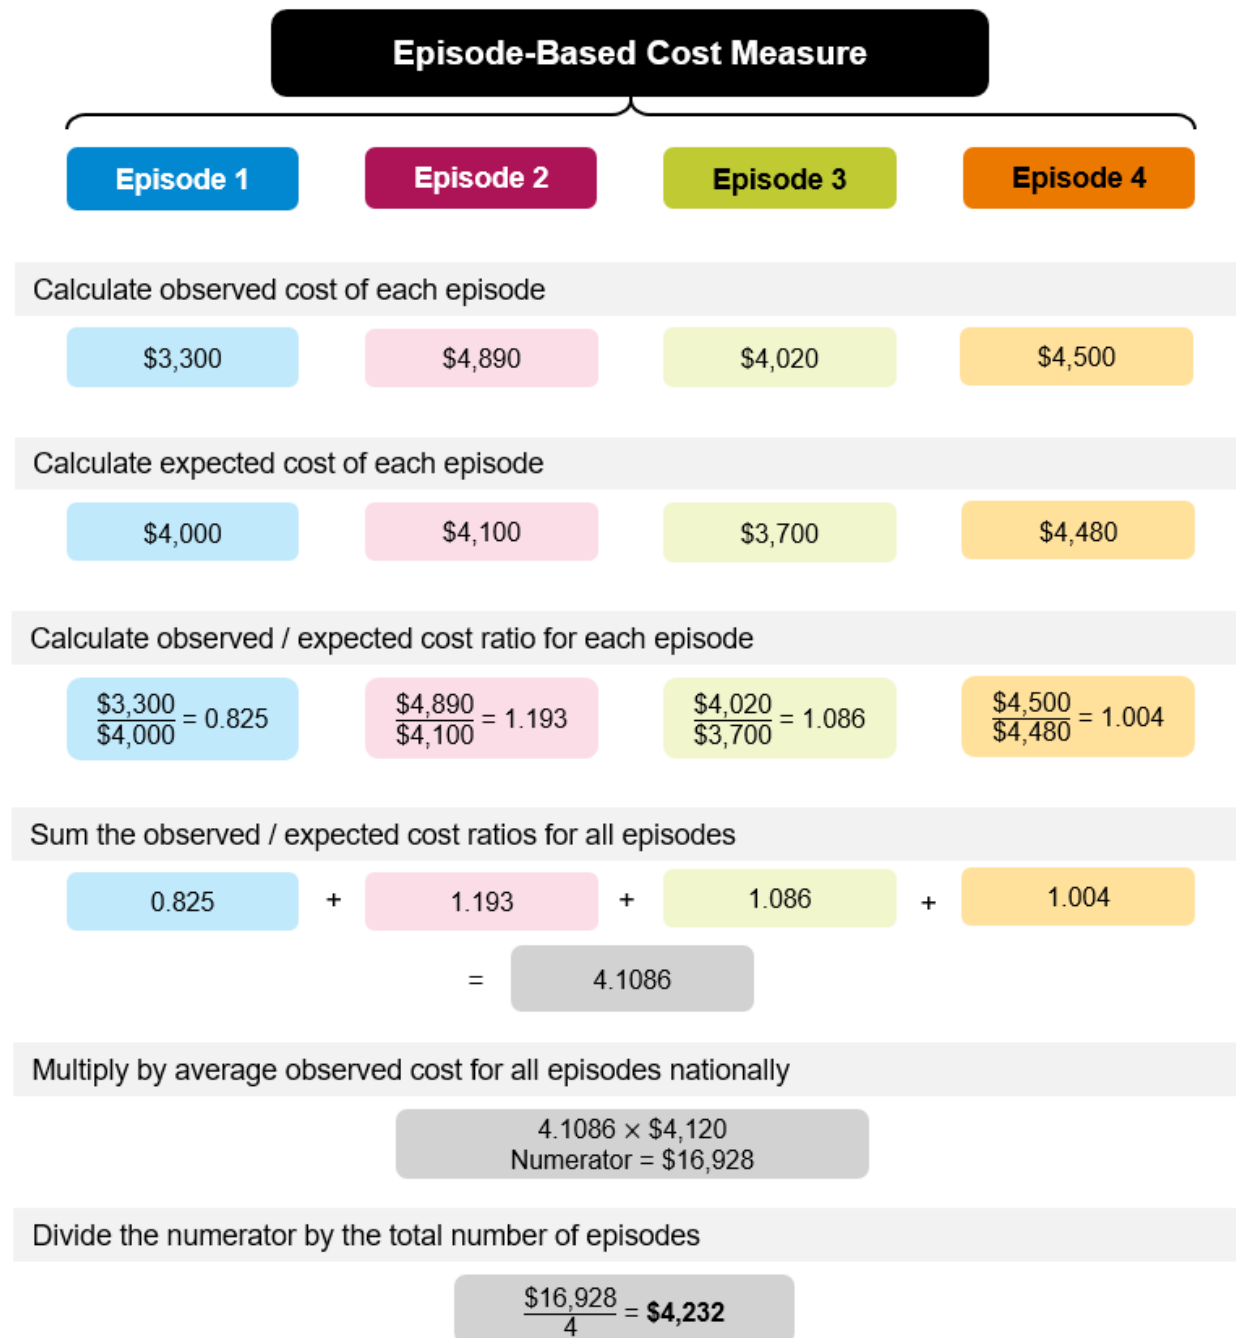 Episode-Based Cost Measure
Episode 1
Episode 2
Episode 3
Episode 4
Calculate observed cost of each episode
$3,300
$4,890
$4,020
$4,500
Calculate expected cost of each episode
$4,000
$4,100
$3,700
$4,480
Calculate observed / expected cost ratio for each episode
$3,300
$4,000
= 0.825
$4,890
$4,100
= 1.193
$4,020
$3,700
= 1.086
$4,500
$4,480
= 1.004
Sum the observed / expected cost ratios for all episodes
0.825 + 1.193 + 1.086 + 1.004
= 4.1086
Multiply by average observed cost for all episodes nationally
4.1086 × $4,120
Numerator = $16,928
Divide the numerator by the total number of episodes
$16,928
4
= $4,232